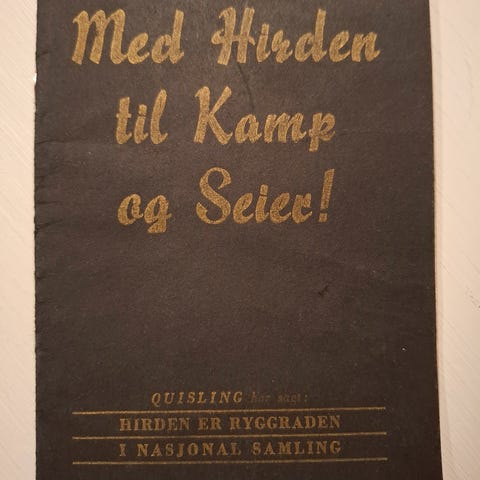 Med Hirden
til Kamp
og Seier!
QUISLING har sagt:
HIRDEN ER RYGGRADEN
I NASJONAL SAMLING